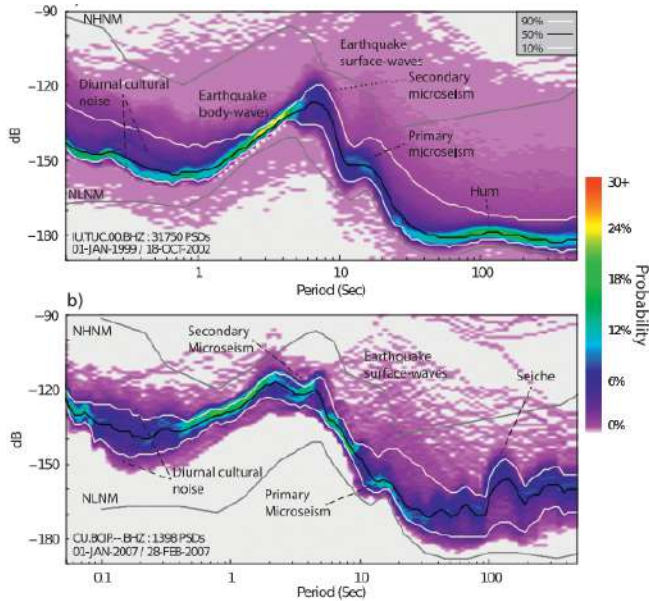 -90
NHNM
90%
50%
10%
Earthquake
surface-waves
Diurnal cultural
noise
Earthquake
body-waves
Secondary
microseism
-120
dB
Primary
microseism
-150
NLNM
Hum
-180
IU.TUC.00.BHZ : 31750 PSDs
01-JAN-1999 / 18-OCT-2002
1
10
100
Period (Sec)
30+
24%
18%
12%
6%
0%
Probability
b)
-90
NHNM
Secondary
Microseism
Earthquake
surface-waves
Seiche
-120
dB
Diurnal cultural
noise
-150
NLNM
Primary
Microseism
-180
CU.BCIP.--.BHZ : 1398 PSDs
01-JAN-2007 / 28-FEB-2007
0.1
1
10
100
Period (Sec)